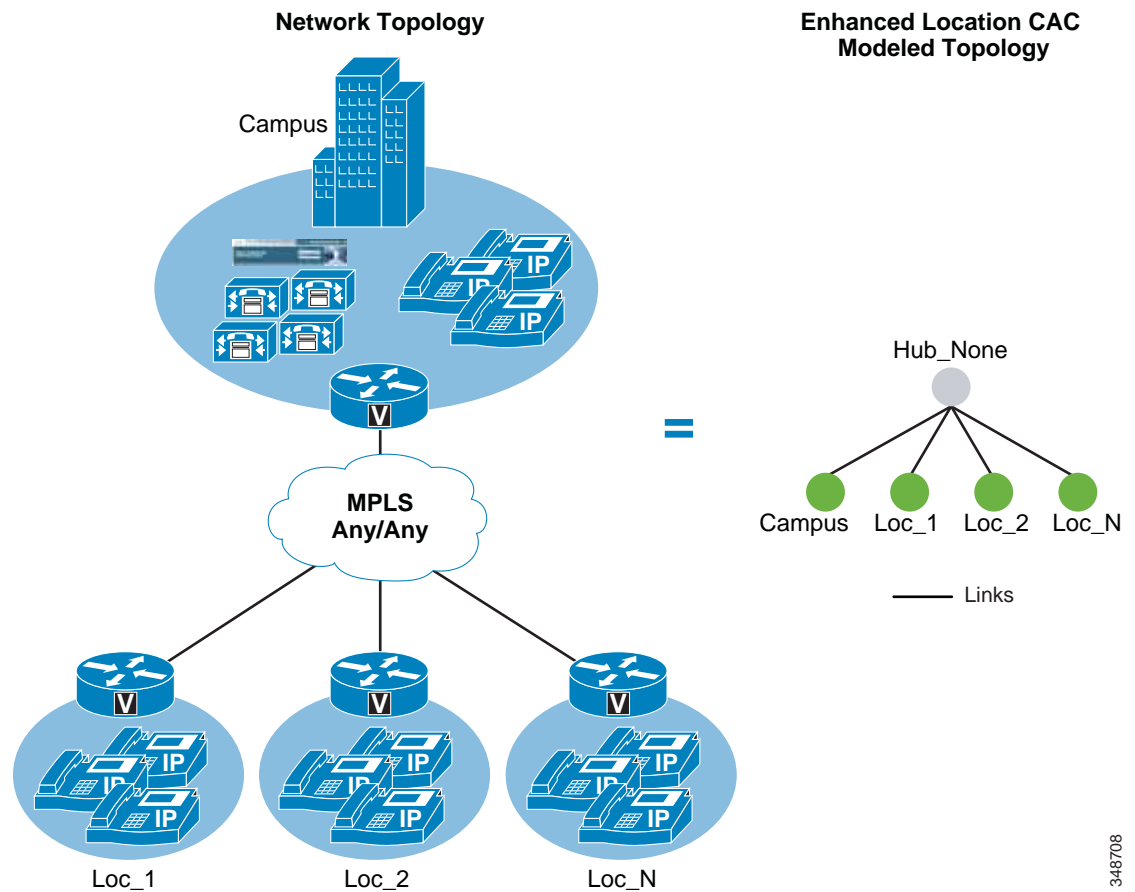 Network Topology
Enhanced Location CAC
Modeled Topology
Campus
IP
IP
IP
V
=
Hub_None
MPLS
Any/Any
Campus
Loc_1
Loc_2
Loc_N
Links
V
V
V
IP
IP
IP
IP
IP
IP
IP
IP
IP
Loc_1
Loc_2
Loc_N
348708